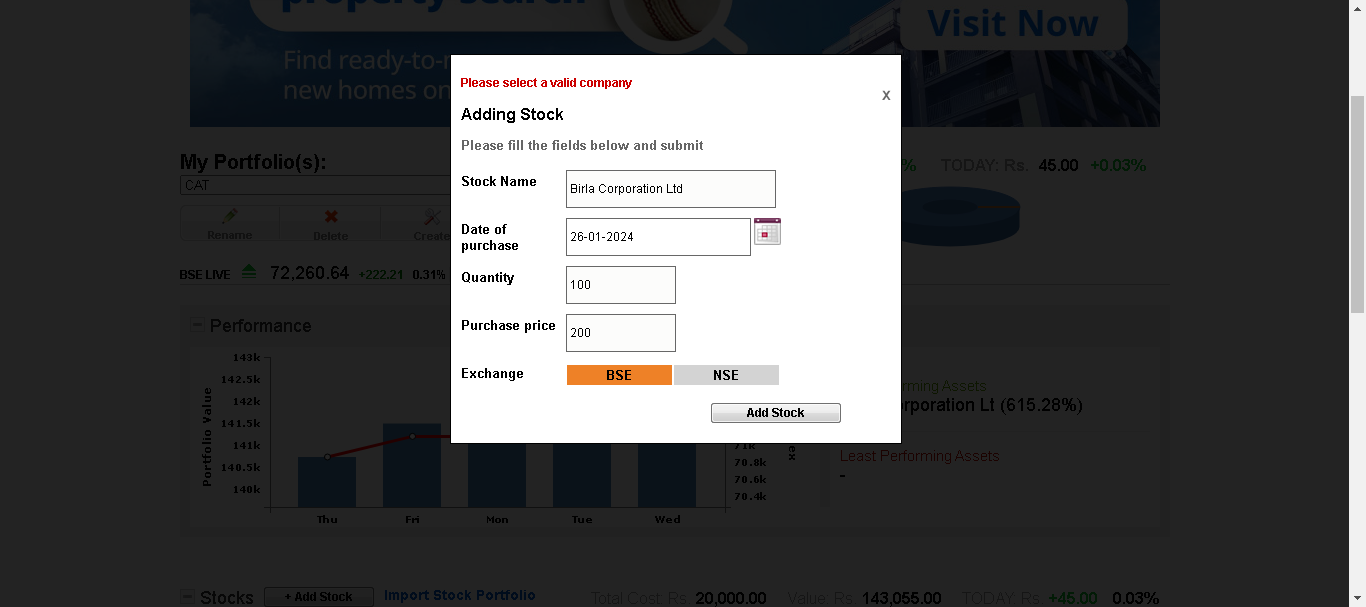 property search
Find ready-to-
new homes on
Visit Now
Please select a valid company
x
Adding Stock
Please fill the fields below and submit
Stock Name
Birla Corporation Ltd
Date of
purchase
26-01-2024
Quantity
100
Purchase price
200
Exchange
BSE
NSE
Add Stock
My Portfolio(s):
CAT
Rename
Delete
Create
%
TODAY: Rs. 45.00 +0.03%
BSE LIVE 72,260.64 +222.21 0.31%
Performance
143k
142.5k
142k
141.5k
141k
140.5k
140k
Portfolio Value
Thu
Fri
Mon
Tue
Wed
71k
70.8k
70.6k
70.4k
ex
rming Assets
rporation Lt (615.28%)
Least Performing Assets
-
Stocks
+ Add Stock
Import Stock Portfolio
Total Cost: Rs 20,000.00
Value: Rs 143,055.00
TODAY: Rs +45.00 0.03%